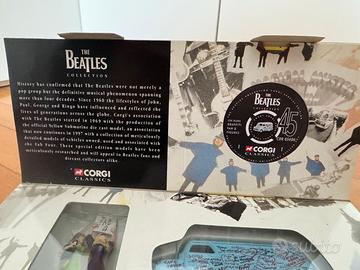 THE
BEATLES
COLLECTION
History has confirmed that The Beatles were not merely a
pop group but the definitive musical phenomenon spanning
more than four decades. Since 1960 the lifestyles of John,
Paul, George and Ringo have influenced and reflected the
lives of generations across the globe. Corgi's association
with The Beatles started in 1969 with the production of
the official Yellow Submarine die cast model, an association
that now continues in 1997 with a collection of meticulously
detailed models of vehicles owned, used and associated with
the Fab Four. These special edition models have been
meticulously researched and will appeal to Beatles fans and
diecast collectors alike.
CORGI
CLASSICS
THE
BEATLES
COLLECTION
45
CORGI
CLASSICS
subito